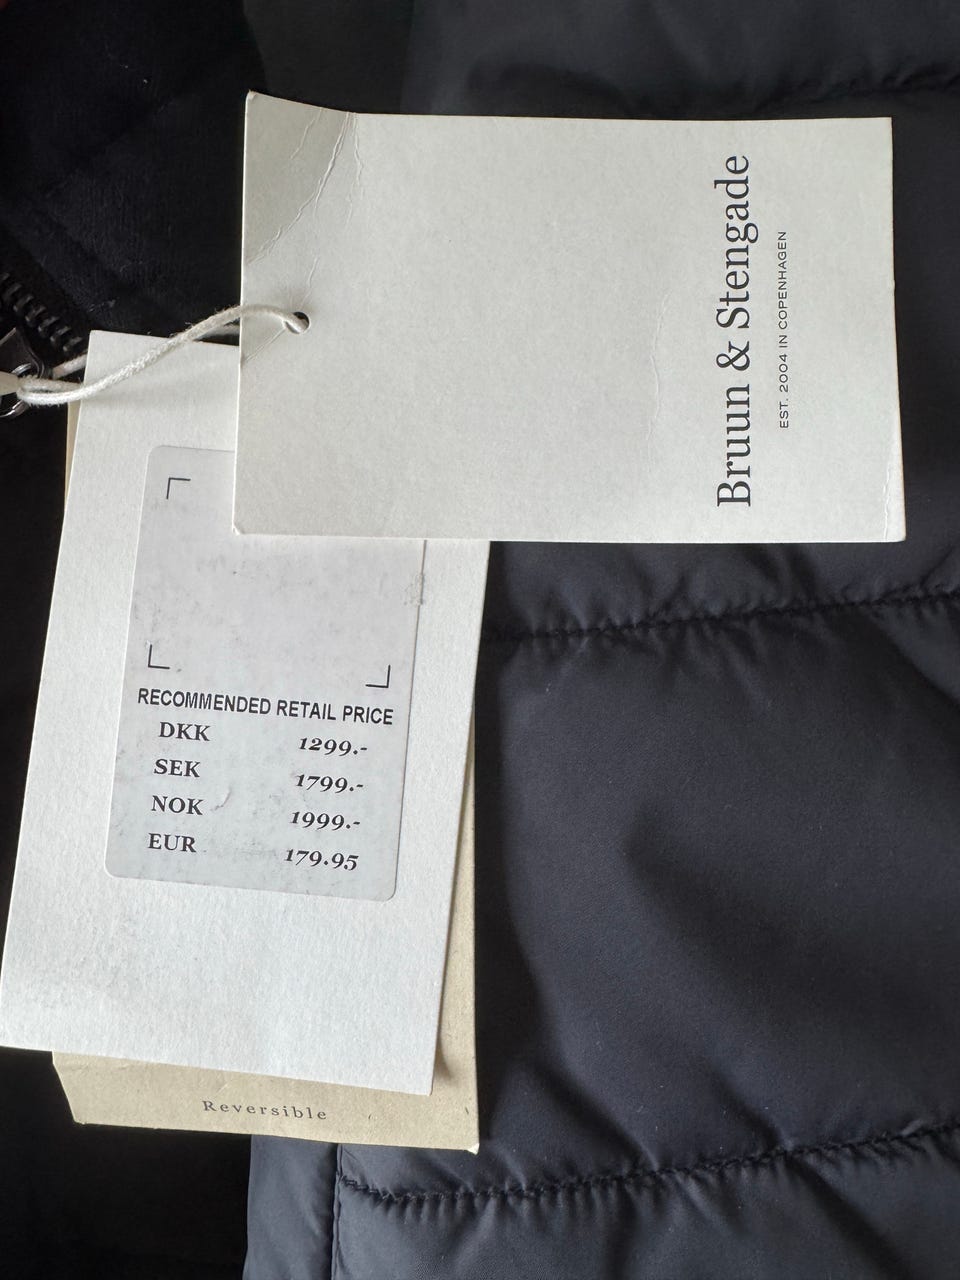 Bruun & Stengade
EST. 2004 IN COPENHAGEN
RECOMMENDED RETAIL PRICE
DKK 1299.-
SEK 1799.-
NOK 1999.-
EUR 179.95
Reversible